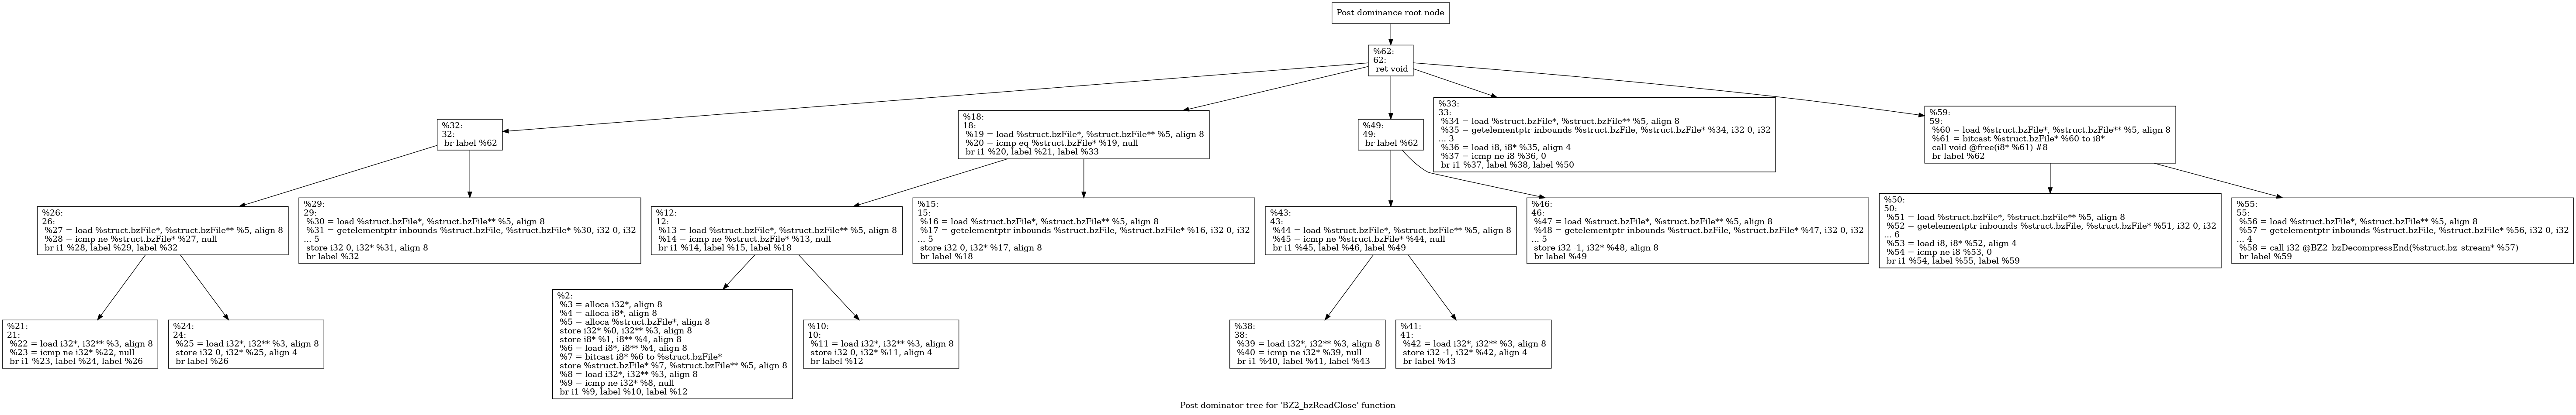 Post dominance root node
%62:
62:
ret void
%32:
32:
br label %62
%18:
18:
%19 = load %struct.bzFile*, %struct.bzFile** %5, align 8
%20 = icmp eq %struct.bzFile* %19, null
br i1 %20, label %21, label %33
%49:
49:
br label %62
%33:
33:
%34 = load %struct.bzFile*, %struct.bzFile** %5, align 8
%35 = getelementptr inbounds %struct.bzFile, %struct.bzFile* %34, i32 0, i32
... 3
%36 = load i8, i8* %35, align 4
%37 = icmp ne i8 %36, 0
br i1 %37, label %38, label %50
%59:
59:
%60 = load %struct.bzFile*, %struct.bzFile** %5, align 8
%61 = bitcast %struct.bzFile* %60 to i8*
call void @free(i8* %61) #8
br label %62
%26:
26:
%27 = load %struct.bzFile*, %struct.bzFile** %5, align 8
%28 = icmp ne %struct.bzFile* %27, null
br i1 %28, label %29, label %32
%29:
29:
%30 = load %struct.bzFile*, %struct.bzFile** %5, align 8
%31 = getelementptr inbounds %struct.bzFile, %struct.bzFile* %30, i32 0, i32
... 5
store i32 0, i32* %31, align 8
br label %32
%12:
12:
%13 = load %struct.bzFile*, %struct.bzFile** %5, align 8
%14 = icmp ne %struct.bzFile* %13, null
br i1 %14, label %15, label %18
%15:
15:
%16 = load %struct.bzFile*, %struct.bzFile** %5, align 8
%17 = getelementptr inbounds %struct.bzFile, %struct.bzFile* %16, i32 0, i32
... 5
store i32 0, i32* %17, align 8
br label %18
%43:
43:
%44 = load %struct.bzFile*, %struct.bzFile** %5, align 8
%45 = icmp ne %struct.bzFile* %44, null
br i1 %45, label %46, label %49
%46:
46:
%47 = load %struct.bzFile*, %struct.bzFile** %5, align 8
%48 = getelementptr inbounds %struct.bzFile, %struct.bzFile* %47, i32 0, i32
... 5
store i32 -1, i32* %48, align 8
br label %49
%50:
50:
%51 = load %struct.bzFile*, %struct.bzFile** %5, align 8
%52 = getelementptr inbounds %struct.bzFile, %struct.bzFile* %51, i32 0, i32
... 6
%53 = load i8, i8* %52, align 4
%54 = icmp ne i8 %53, 0
br i1 %54, label %55, label %59
%55:
55:
%56 = load %struct.bzFile*, %struct.bzFile** %5, align 8
%57 = getelementptr inbounds %struct.bzFile, %struct.bzFile* %56, i32 0, i32
... 4
%58 = call i32 @BZ2_bzDecompressEnd(%struct.bz_stream* %57)
br label %59
%21:
21:
%22 = load i32*, i32** %3, align 8
%23 = icmp ne i32* %22, null
br i1 %23, label %24, label %26
%24:
24:
%25 = load i32*, i32** %3, align 8
store i32 0, i32* %25, align 4
br label %26
%2:
%3 = alloca i32*, align 8
%4 = alloca i8*, align 8
%5 = alloca %struct.bzFile*, align 8
store i32* %0, i32** %3, align 8
store i8* %1, i8** %4, align 8
%6 = load i8*, i8** %4, align 8
%7 = bitcast i8* %6 to %struct.bzFile*
store %struct.bzFile* %7, %struct.bzFile** %5, align 8
%8 = load i32*, i32** %3, align 8
%9 = icmp ne i32* %8, null
br i1 %9, label %10, label %12
%10:
10:
%11 = load i32*, i32** %3, align 8
store i32 0, i32* %11, align 4
br label %12
%38:
38:
%39 = load i32*, i32** %3, align 8
%40 = icmp ne i32* %39, null
br i1 %40, label %41, label %43
%41:
41:
%42 = load i32*, i32** %3, align 8
store i32 -1, i32* %42, align 4
br label %43
Post dominator tree for 'BZ2_bzReadClose' function